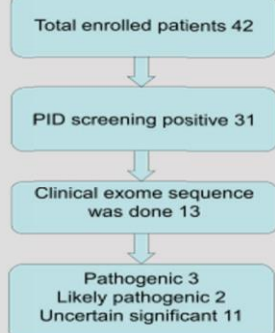 Total enrolled patients 42
PID screening positive 31
Clinical exome sequence
was done 13
Pathogenic 3
Likely pathogenic 2
Uncertain significant 11